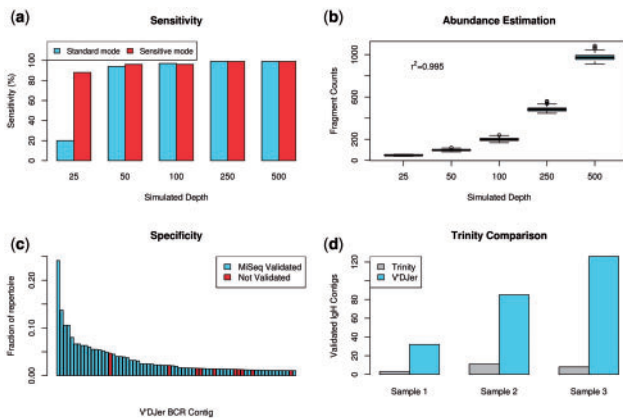 (a)
Sensitivity
Standard mode
Sensitive mode
Sensitivity (%)
0
20
40
60
80
100
25
50
100
250
500
Simulated Depth
(b)
Abundance Estimation
r²=0.995
Fragment Counts
0
200
600
1000
25
50
100
250
500
Simulated Depth
(c)
Specificity
MiSeq Validated
Not Validated
Fraction of repertoire
0.00
0.10
0.20
V'DJer BCR Contig
(d)
Trinity Comparison
Trinity
V'DJer
Validated IgH Contigs
0
20
40
60
80
120
Sample 1
Sample 2
Sample 3